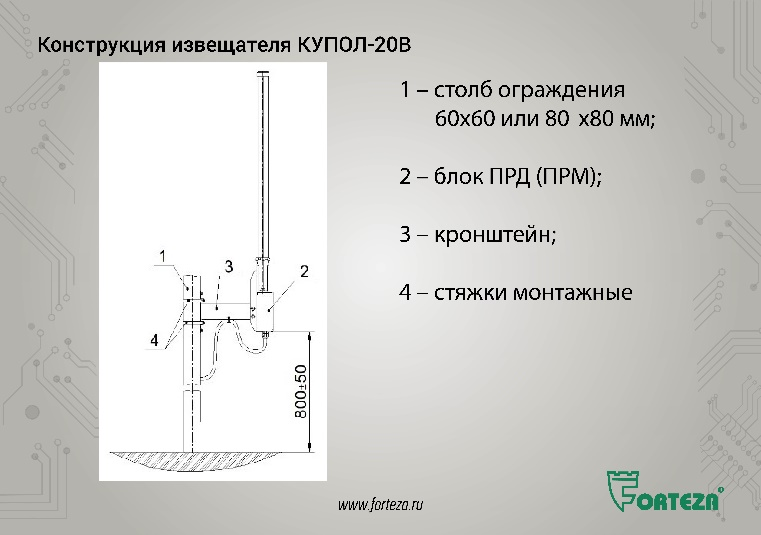 Конструкция извещателя КУПОЛ-20В
1 – столб ограждения
60х60 или 80 х80 мм;
2 – блок ПРД (ПРМ);
3 – кронштейн;
4 – стяжки монтажные
1
3
2
4
800±50
www.forteza.ru
FORTEZA